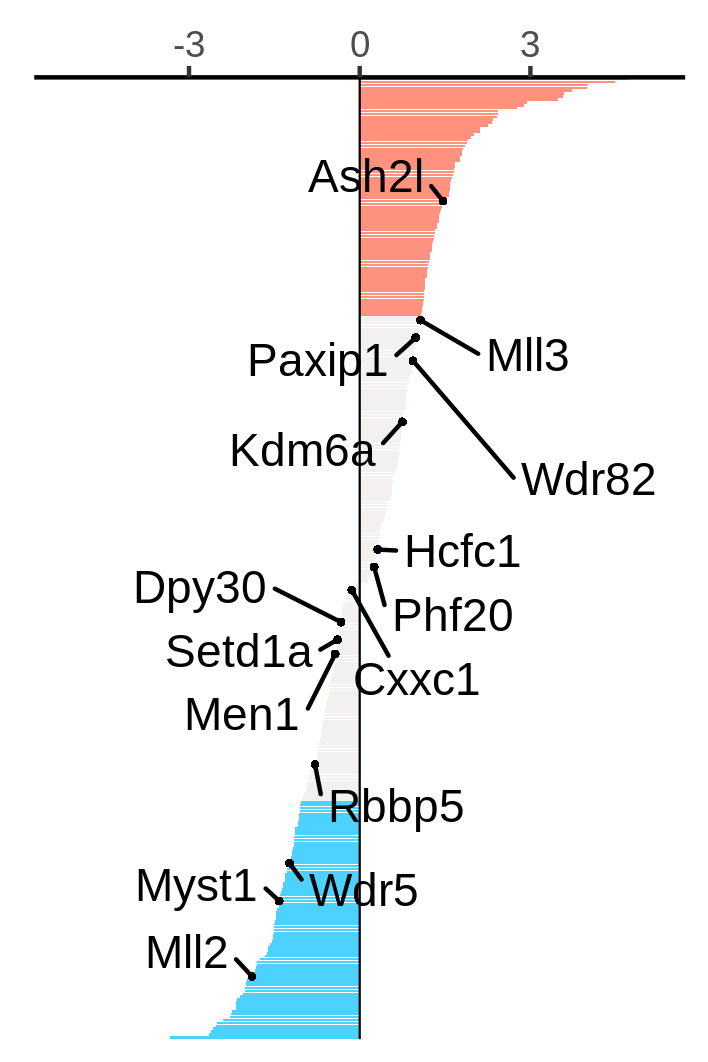 -3 0 3
Ash2l
Mll3
Paxip1
Kdm6a
Wdr82
Hcfc1
Dpy30
Phf20
Setd1a
Cxxc1
Men1
Rbbp5
Myst1
Wdr5
Mll2